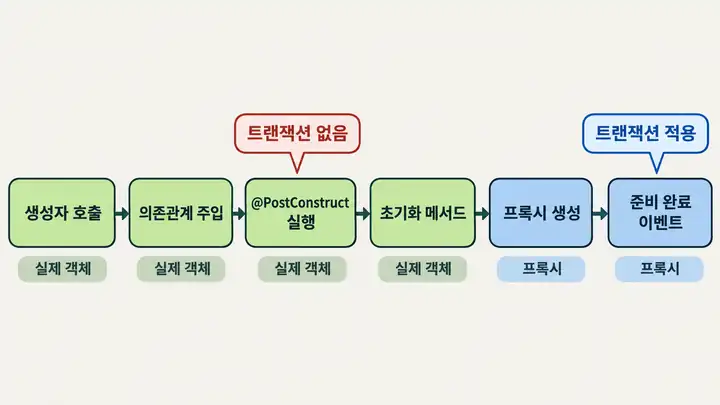 트랜잭션 없음
트랜잭션 적용
생성자 호출
의존관계 주입
@PostConstruct
실행
초기화 메서드
프록시 생성
준비 완료
이벤트
실제 객체
실제 객체
실제 객체
실제 객체
프록시
프록시